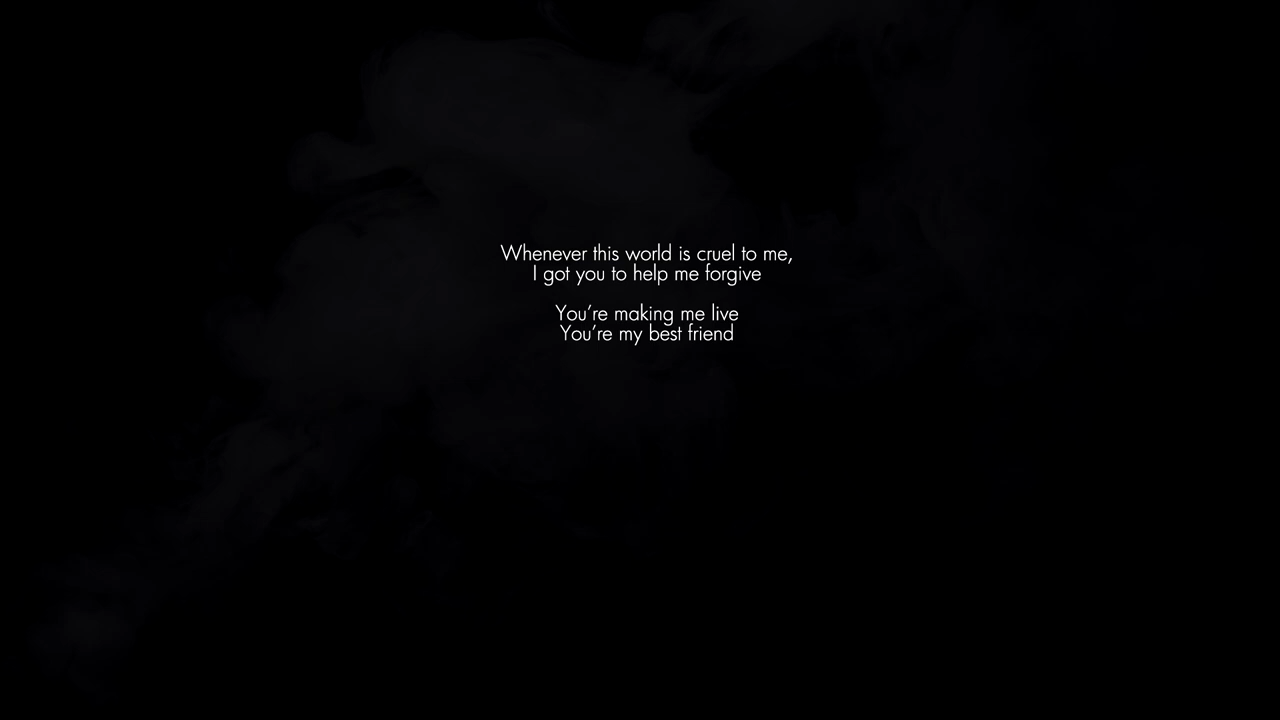 Whenever this world is cruel to me,
I got you to help me forgive
You're making me live
You're my best friend